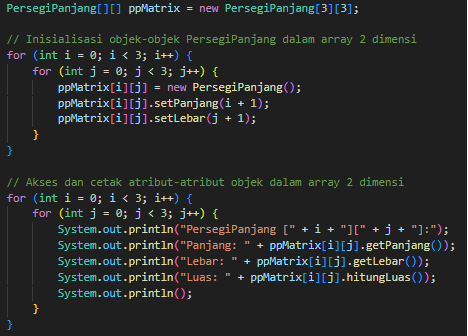 PersegiPanjang[][] ppMatrix = new PersegiPanjang[3][3];
// Inisialisasi objek-objek PersegiPanjang dalam array 2 dimensi
for (int i = 0; i < 3; i++) {
for (int j = 0; j < 3; j++) {
ppMatrix[i][j] = new PersegiPanjang();
ppMatrix[i][j].setPanjang(i + 1);
ppMatrix[i][j].setLebar(j + 1);
}
}
// Akses dan cetak atribut-atribut objek dalam array 2 dimensi
for (int i = 0; i < 3; i++) {
for (int j = 0; j < 3; j++) {
System.out.println("PersegiPanjang [" + i + "][" + j + "]:");
System.out.println("Panjang: " + ppMatrix[i][j].getPanjang());
System.out.println("Lebar: " + ppMatrix[i][j].getLebar());
System.out.println("Luas: " + ppMatrix[i][j].hitungLuas());
System.out.println();
}
}